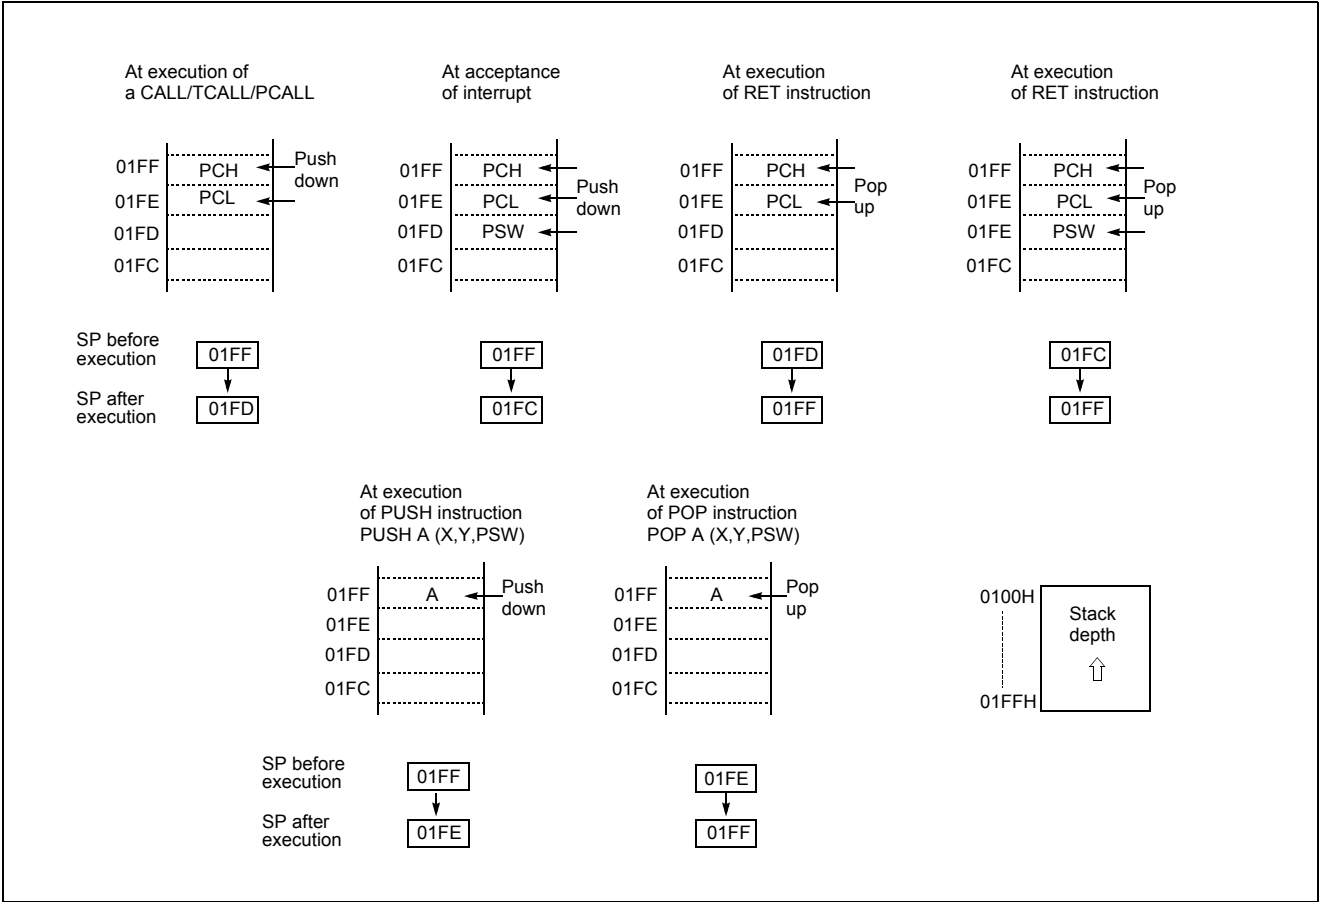 At execution of
a CALL/TCALL/PCALL
01FF
PCH
Push
down
01FE
PCL
01FD
01FC
SP before
execution
01FF
SP after
execution
01FD
At acceptance
of interrupt
01FF
PCH
Push
down
01FE
PCL
01FD
PSW
01FC
01FF
01FC
At execution
of RET instruction
01FF
PCH
Pop
up
01FE
PCL
01FD
01FC
01FD
01FF
At execution
of RET instruction
01FF
PCH
Pop
up
01FE
PCL
01FE
PSW
01FC
01FC
01FF
At execution
of PUSH instruction
PUSH A (X,Y,PSW)
01FF
A
Push
down
01FE
01FD
01FC
SP before
execution
01FF
SP after
execution
01FE
At execution
of POP instruction
POP A (X,Y,PSW)
01FF
A
Pop
up
01FE
01FD
01FC
01FE
01FF
0100H
Stack
depth
01FFH